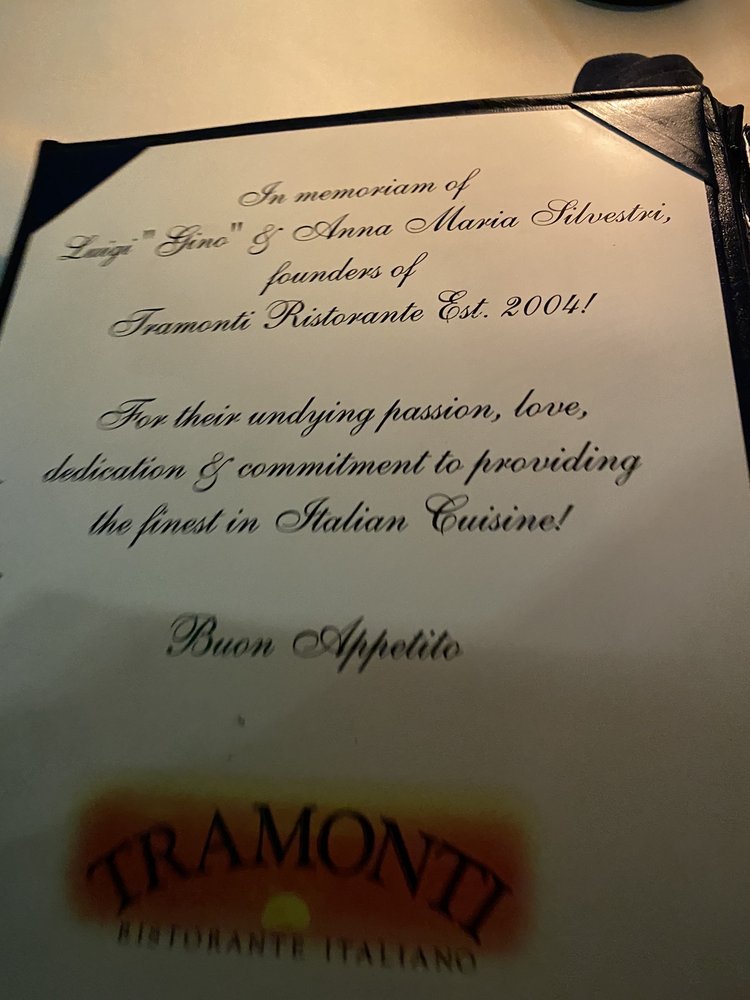 In memoriam of
Luigi "Gino" & Anna Maria Silvestri,
founders of
Tramonti Ristorante Est. 2004!
For their undying passion, love,
dedication & commitment to providing
the finest in Italian Cuisine!
Buon Appetito
TRAMONTI
RISTORANTE ITALIANO